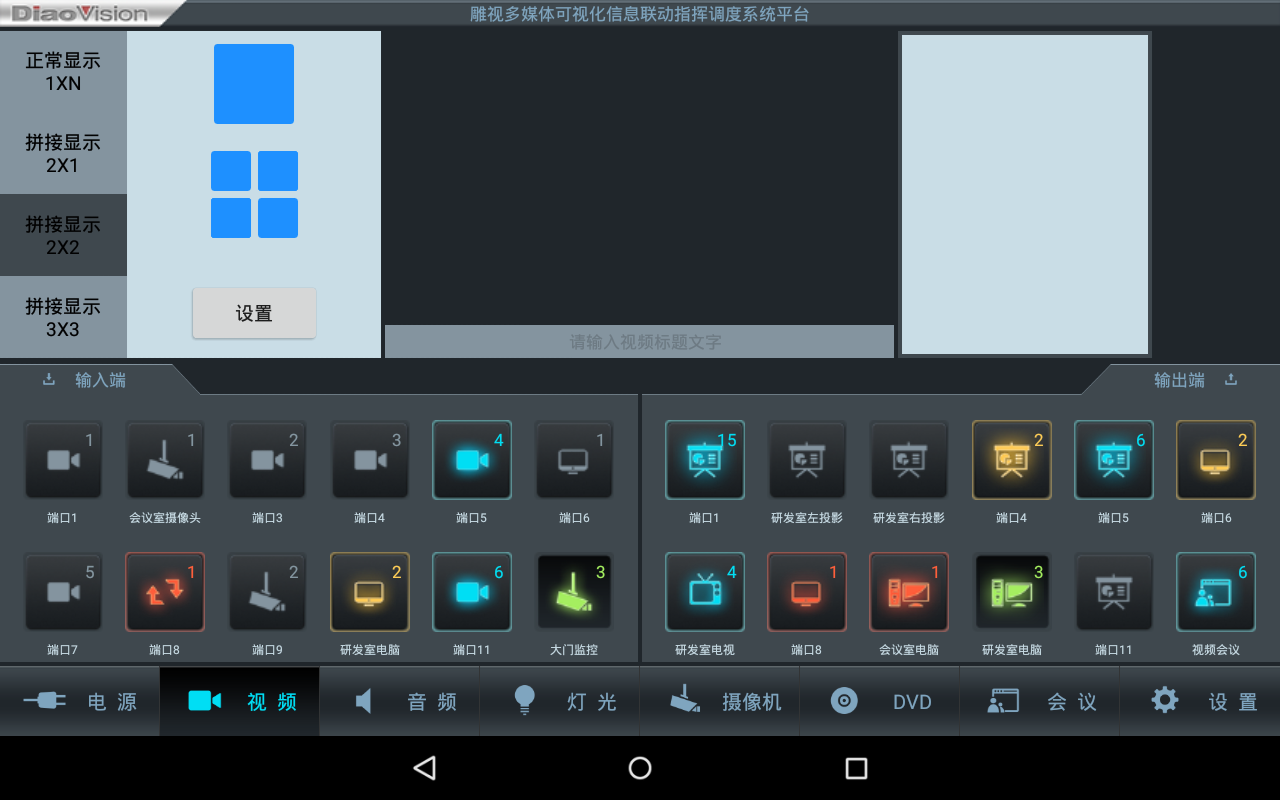 DiaoVision
雕视多媒体可视化信息联动指挥调度系统平台
正常显示
1XN
拼接显示
2X1
拼接显示
2X2
拼接显示
3X3
设置
请输入视频标题文字
输入端
输出端
1 1 2 3 4 1
端口1 会议室摄像头 端口3 端口4 端口5 端口6
5 1 2 2 6 3
端口7 端口8 端口9 研发室电脑 端口11 大门监控
15 2 6 2
端口1 研发室左投影 研发室右投影 端口4 端口5 端口6
4 1 1 3 6
研发室电视 端口8 会议室电脑 研发室电脑 端口11 视频会议
电源 视频 音频 灯光 摄像机 DVD 会议 设置